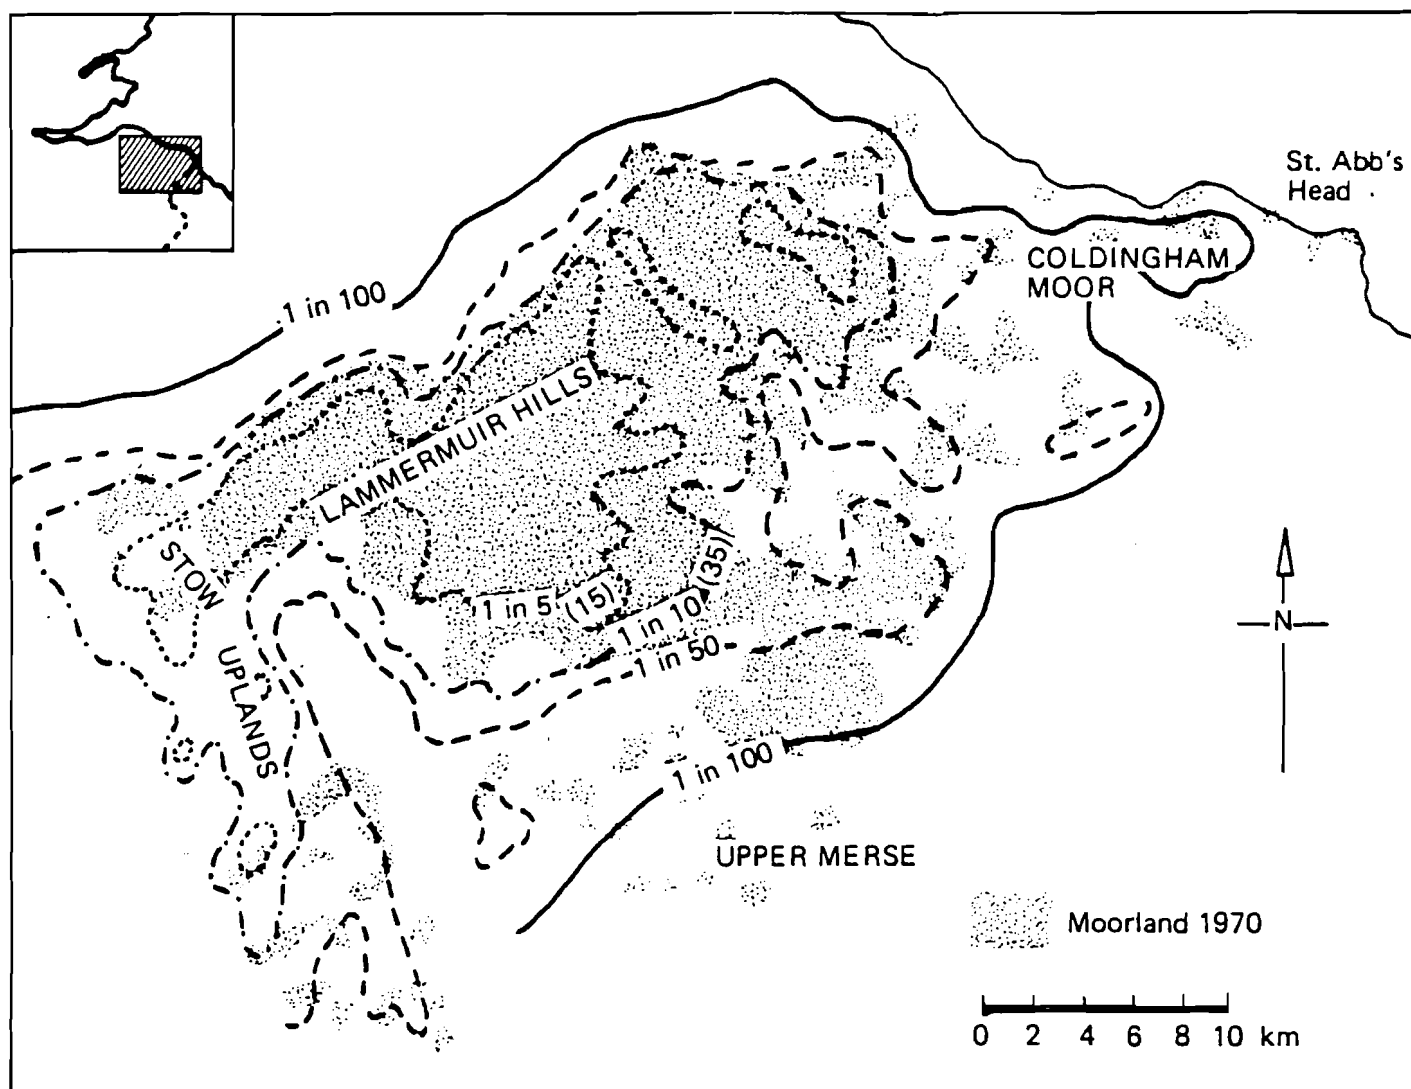 St. Abb's
Head
COLDINGHAM
MOOR
1 in 100
LAMMERMUIR HILLS
STOW
UPLANDS
1 in 5 (15)
1 in 10 (35)
1 in 50
1 in 100
UPPER MERSE
N
Moorland 1970
0 2 4 6 8 10 km